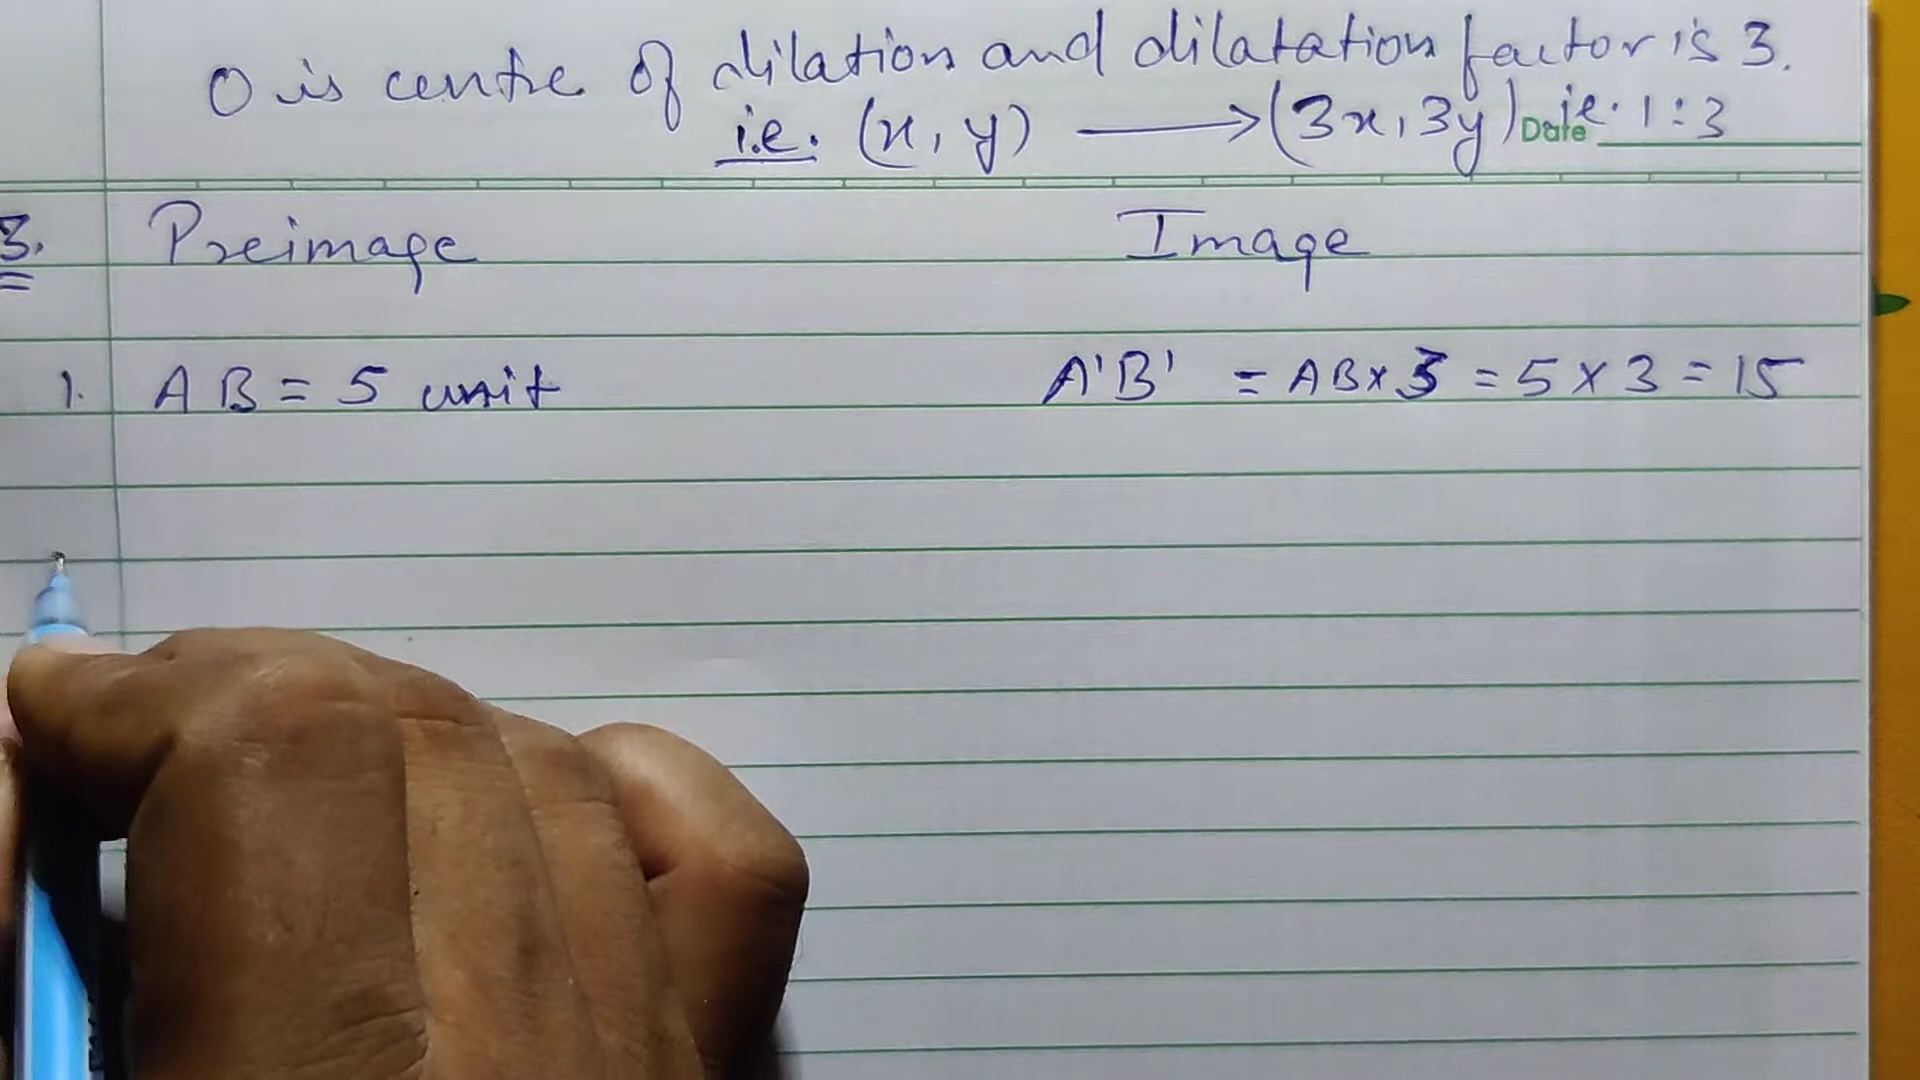 O is centre of dilation and dilatation factor is 3.
i.e. (x, y) ⟶ (3x, 3y) i.e. 1:3
Date
3. Preimage Image
1. AB = 5 unit A'B' = AB x 3 = 5 x 3 = 15